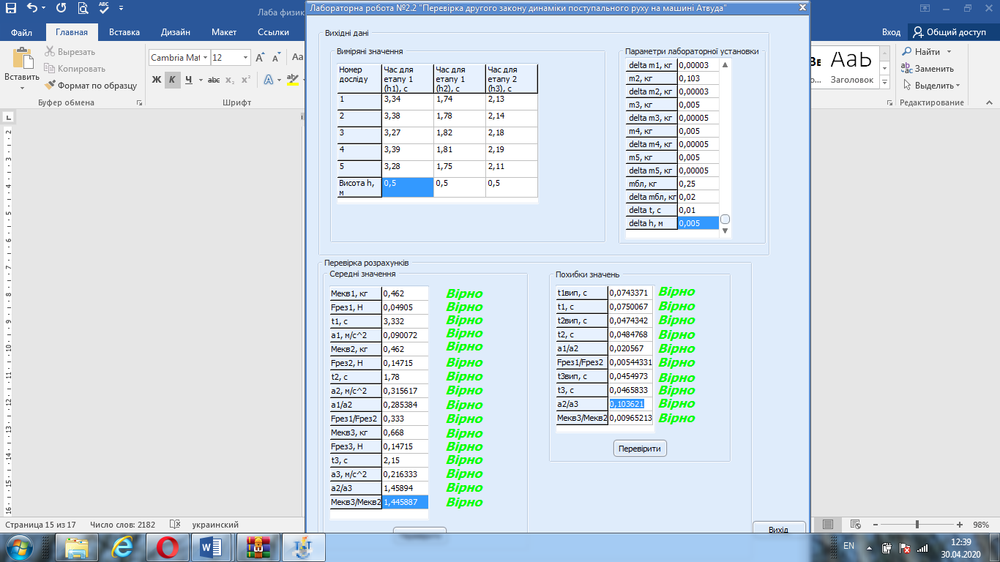 Лаба физик
Лабораторна робота №2.2 "Перевірка другого закону динаміки поступального руху на машині Атвуда"
Файл Главная Вставка Дизайн Макет Ссылки
Вход Общий доступ
Вставить
Вырезать
Копировать
Формат по образцу
Буфер обмена
Cambria Mat 12
Ж К Ч abc x₂ x²
Шрифт
АаЬ
Заголовок
Найти
Заменить
Выделить
Редактирование
Вихідні дані
Виміряні значення
Номер досліду Час для етапу 1 (h1), с Час для етапу 1 (h2), с Час для етапу 2 (h3), с
1 3,34 1,74 2,13
2 3,38 1,78 2,14
3 3,27 1,82 2,18
4 3,39 1,81 2,19
5 3,28 1,75 2,11
Висота h, м 0,5 0,5 0,5
Параметри лабораторної установки
delta m1, кг 0,00003
m2, кг 0,103
delta m2, кг 0,00003
m3, кг 0,005
delta m3, кг 0,00005
m4, кг 0,005
delta m4, кг 0,00005
m5, кг 0,005
delta m5, кг 0,00005
mбл, кг 0,25
delta mбл, кг 0,02
delta t, с 0,01
delta h, м 0,005
Перевірка розрахунків
Середні значення
Mекв1, кг 0,462 Вірно
Fрез1, Н 0,04905 Вірно
t1, с 3,332 Вірно
a1, м/с^2 0,090072 Вірно
Mекв2, кг 0,462 Вірно
Fрез2, Н 0,14715 Вірно
t2, с 1,78 Вірно
a2, м/с^2 0,315617 Вірно
a1/a2 0,285384 Вірно
Fрез1/Fрез2 0,333 Вірно
Mекв3, кг 0,668 Вірно
Fрез3, Н 0,14715 Вірно
t3, с 2,15 Вірно
a3, м/с^2 0,216333 Вірно
a2/a3 1,45894 Вірно
Mекв3/Mекв2 1,445887 Вірно
Похибки значень
t1вип, с 0,0743371 Вірно
t1, с 0,0750067 Вірно
t2вип, с 0,0474342 Вірно
t2, с 0,0484768 Вірно
a1/a2 0,020567 Вірно
Fрез1/Fрез2 0,00544331 Вірно
t3вип, с 0,0454973 Вірно
t3, с 0,0465833 Вірно
a2/a3 0,103621 Вірно
Mекв3/Mекв2 0,00965213 Вірно
Перевірити
Вихід
Страница 15 из 17 Число слов: 2182 украинский
98%
EN
12:39
30.04.2020